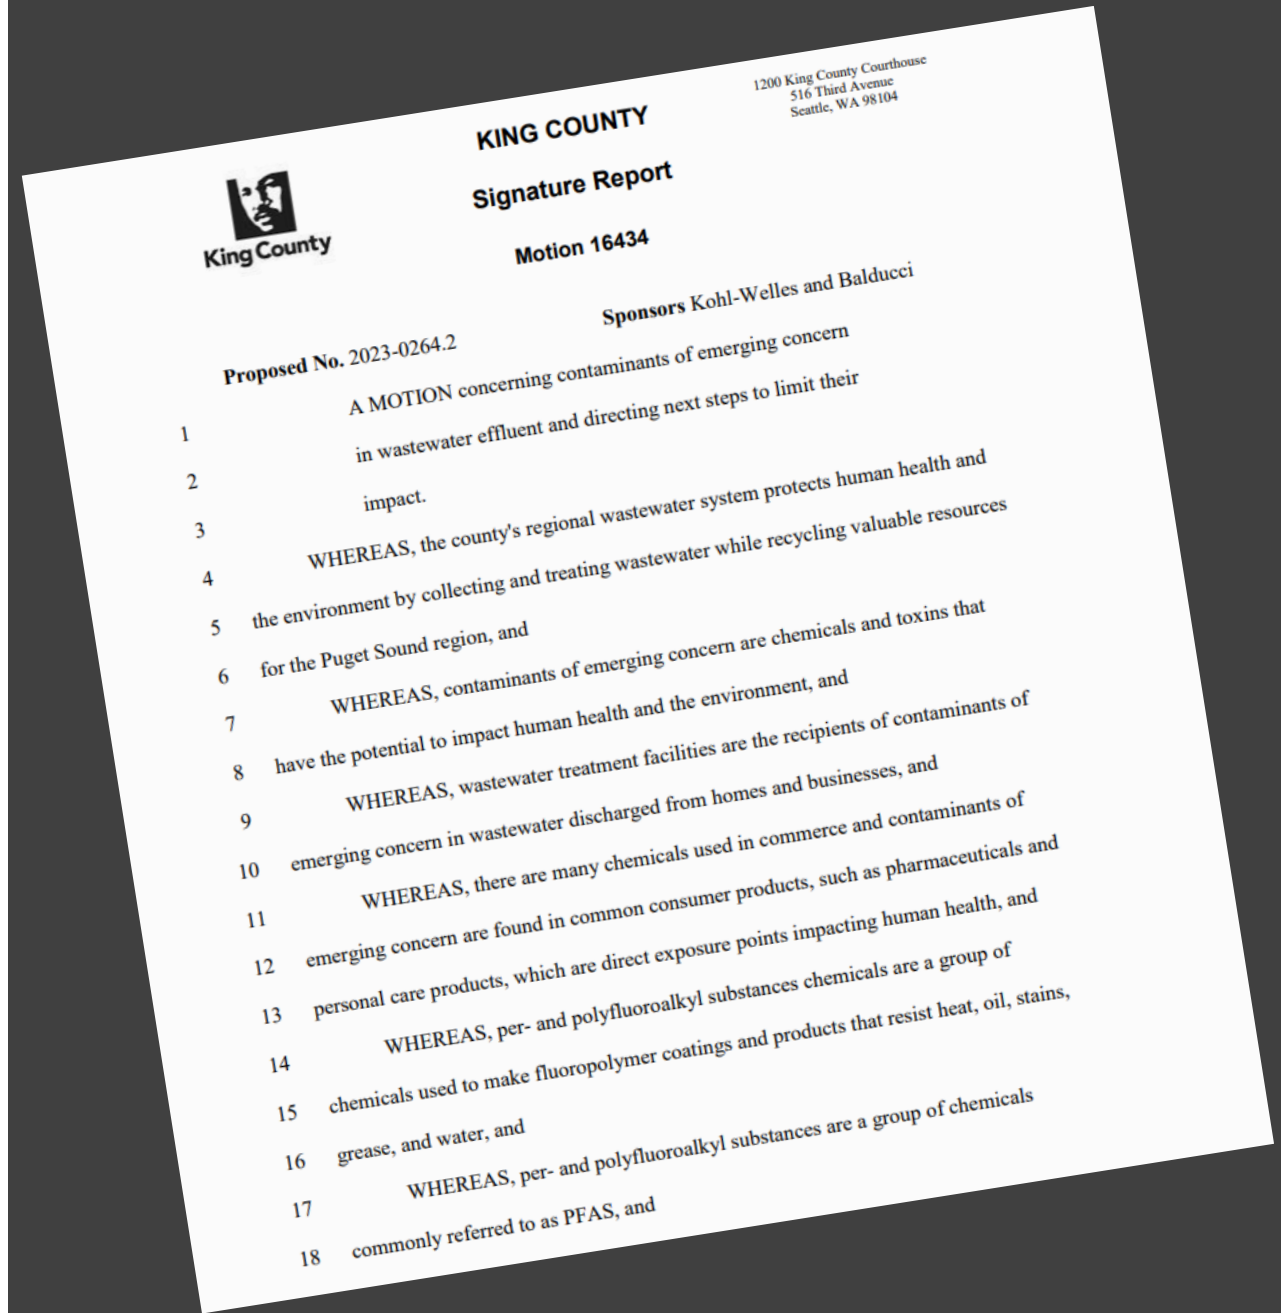 1200 King County Courthouse
516 Third Avenue
Seattle, WA 98104
KING COUNTY
Signature Report
Motion 16434
King County
Proposed No. 2023-0264.2 Sponsors Kohl-Welles and Balducci
1 A MOTION concerning contaminants of emerging concern
2 in wastewater effluent and directing next steps to limit their
3 impact.
4 WHEREAS, the county's regional wastewater system protects human health and
5 the environment by collecting and treating wastewater while recycling valuable resources
6 for the Puget Sound region, and
7 WHEREAS, contaminants of emerging concern are chemicals and toxins that
8 have the potential to impact human health and the environment, and
9 WHEREAS, wastewater treatment facilities are the recipients of contaminants of
10 emerging concern in wastewater discharged from homes and businesses, and
11 WHEREAS, there are many chemicals used in commerce and contaminants of
12 emerging concern are found in common consumer products, such as pharmaceuticals and
13 personal care products, which are direct exposure points impacting human health, and
14 WHEREAS, per- and polyfluoroalkyl substances chemicals are a group of
15 chemicals used to make fluoropolymer coatings and products that resist heat, oil, stains,
16 grease, and water, and
17 WHEREAS, per- and polyfluoroalkyl substances are a group of chemicals
18 commonly referred to as PFAS, and